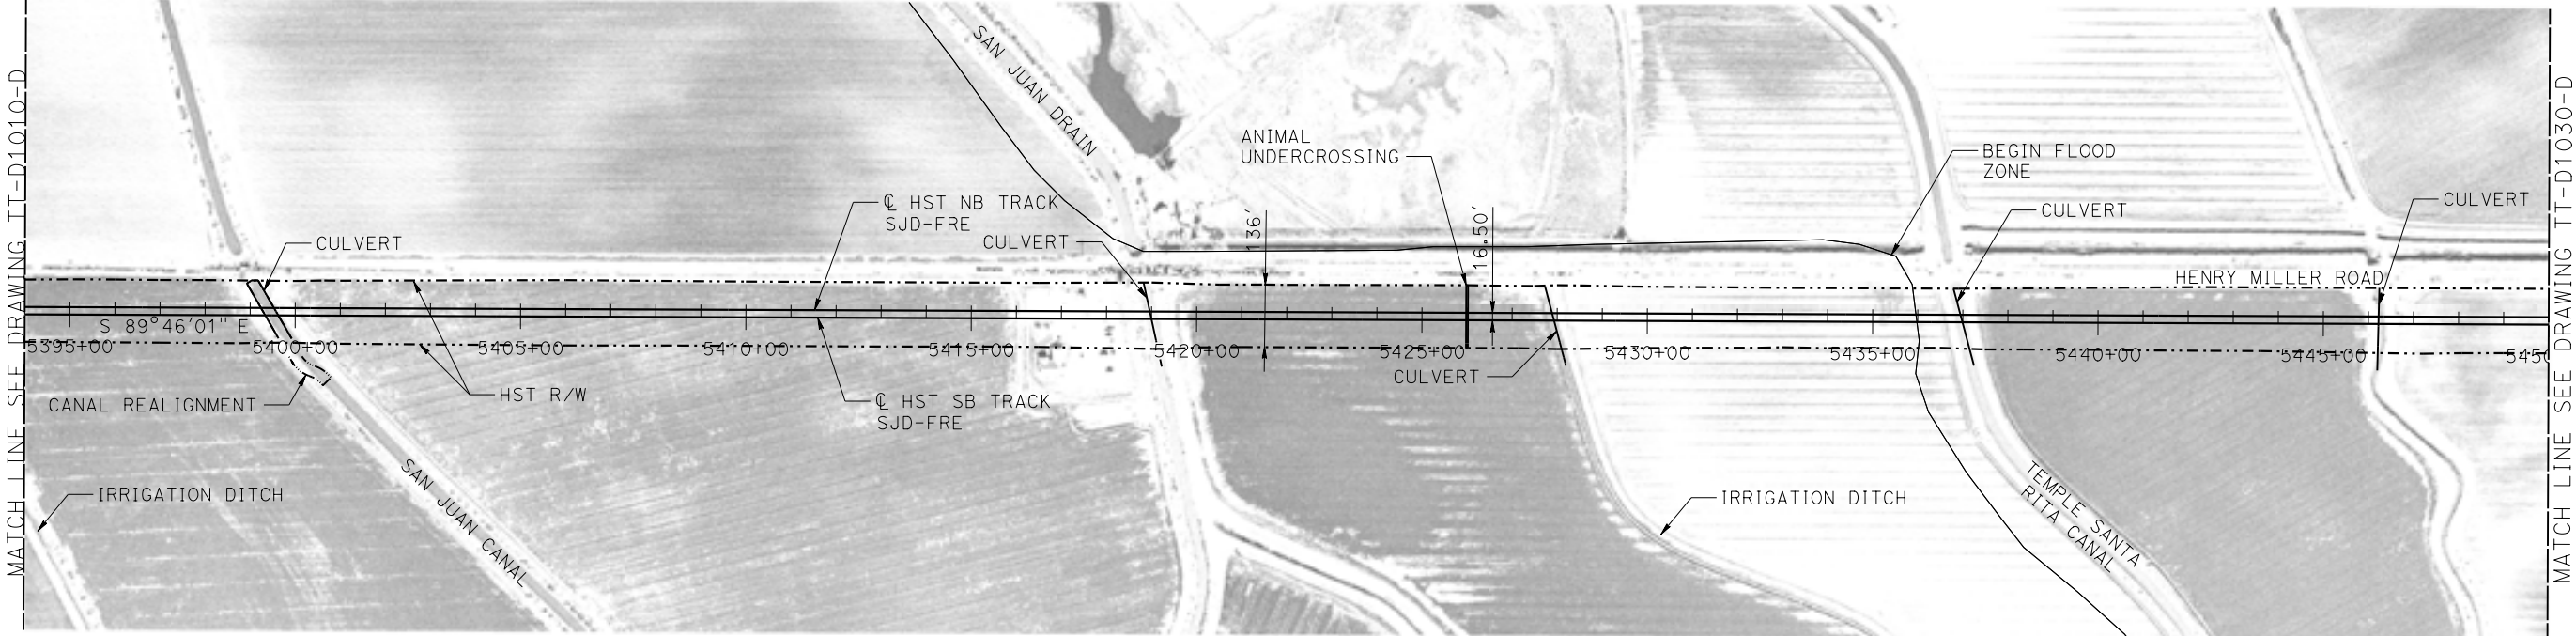 MATCH LINE SEE DRAWING TT-D1010-D
SAN JUAN DRAIN
ANIMAL
UNDERCROSSING
BEGIN FLOOD
ZONE
CULVERT
℄ HST NB TRACK
SJD-FRE
CULVERT
136'
16.50'
CULVERT
CULVERT
HENRY MILLER ROAD
S 89°46'01" E
5395+00
5400+00
5405+00
5410+00
5415+00
5420+00
5425+00
5430+00
5435+00
5440+00
5445+00
5450
CANAL REALIGNMENT
HST R/W
℄ HST SB TRACK
SJD-FRE
CULVERT
IRRIGATION DITCH
SAN JUAN CANAL
IRRIGATION DITCH
TEMPLE SANTA
RITA CANAL
MATCH LINE SEE DRAWING TT-D1030-D